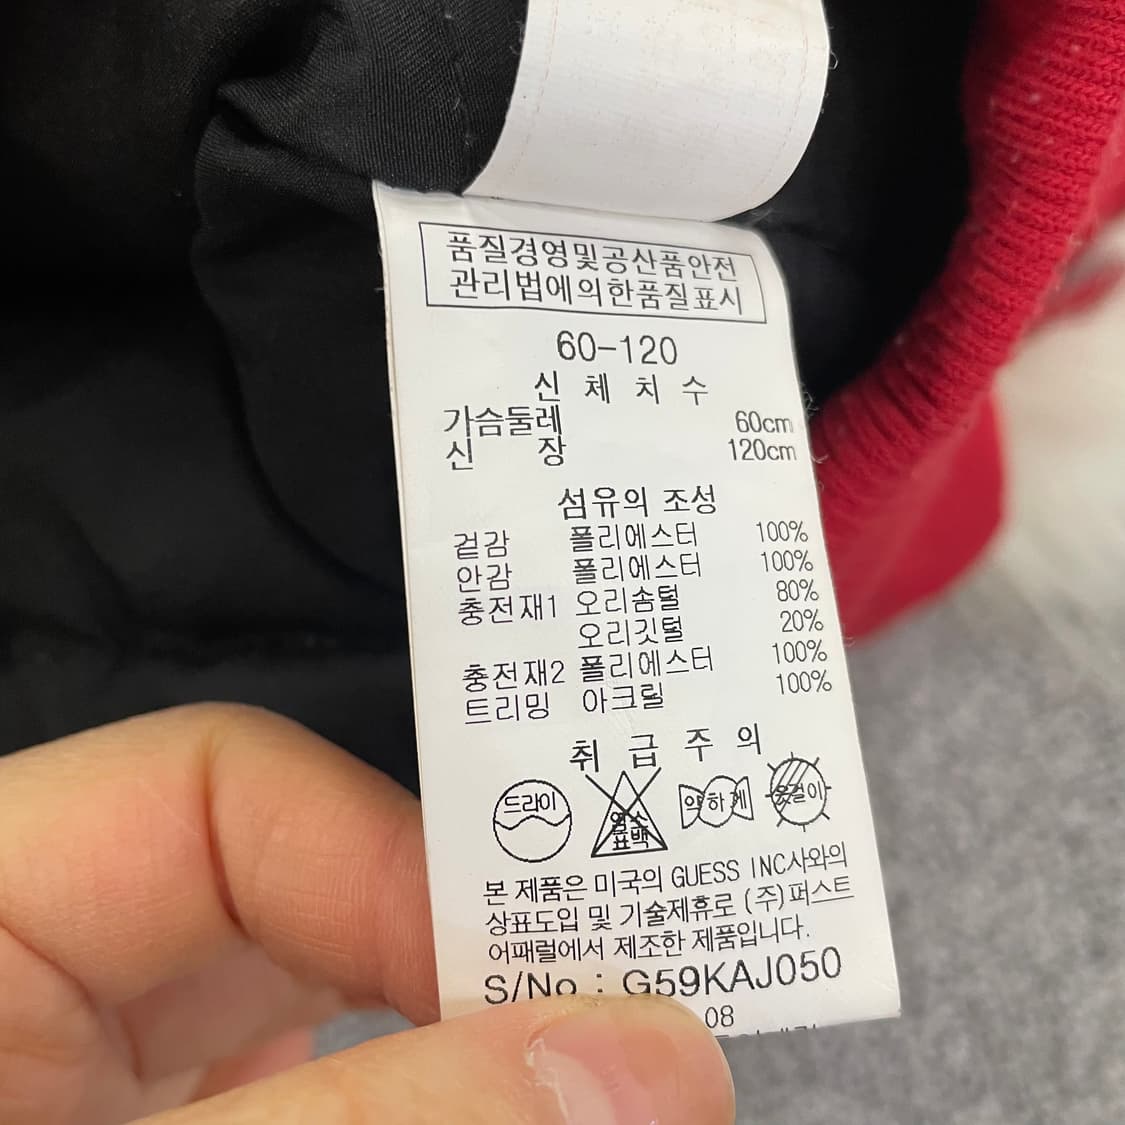 품질경영및공산품안전
관리법에의한품질표시
60-120
신 체 치 수
가슴둘레 60cm
신 장 120cm
섬유의 조성
겉감 폴리에스터 100%
안감 폴리에스터 100%
충전재1 오리솜털 80%
오리깃털 20%
충전재2 폴리에스터 100%
트리밍 아크릴 100%
취 급 주 의
드라이 염소 약하게 옷걸이
표백
본 제품은 미국의 GUESS INC사와의
상표도입 및 기술제휴로 (주)퍼스트
어패럴에서 제조한 제품입니다.
S/No : G59KAJ050
08